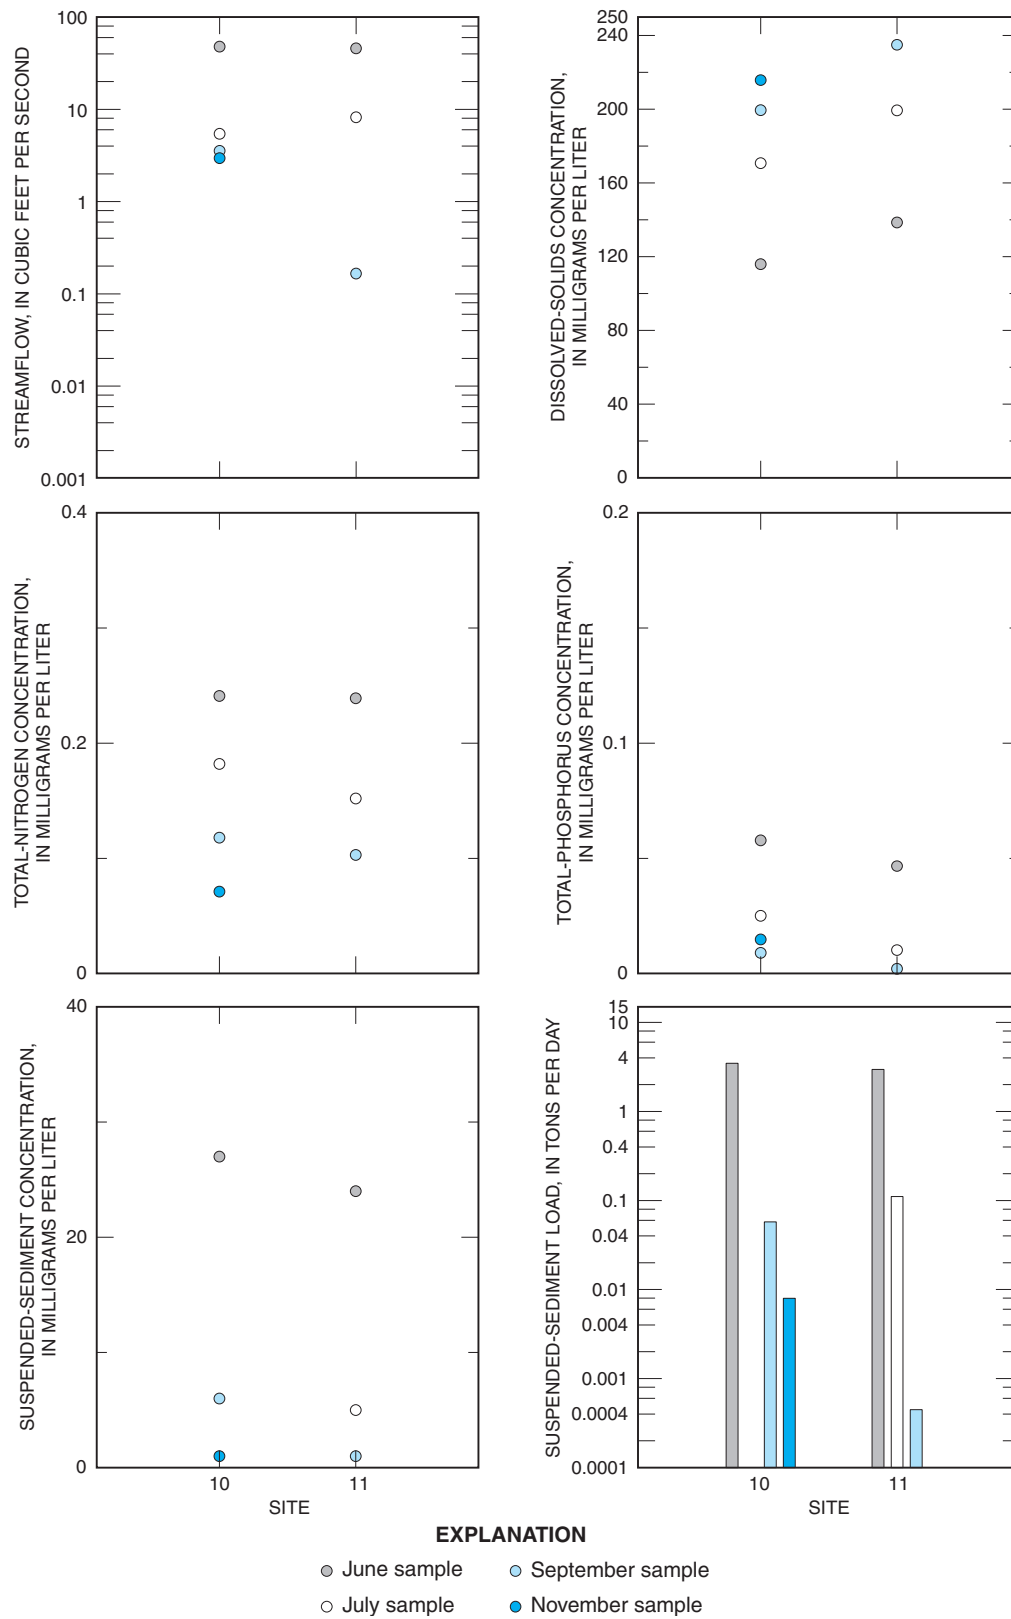 STREAMFLOW, IN CUBIC FEET PER SECOND
100
10
1
0.1
0.01
0.001
DISSOLVED-SOLIDS CONCENTRATION,
IN MILLIGRAMS PER LITER
250
240
200
160
120
80
40
0
TOTAL-NITROGEN CONCENTRATION,
IN MILLIGRAMS PER LITER
0.4
0.2
0
TOTAL-PHOSPHORUS CONCENTRATION,
IN MILLIGRAMS PER LITER
0.2
0.1
0
SUSPENDED-SEDIMENT CONCENTRATION,
IN MILLIGRAMS PER LITER
40
20
0
10 11
SITE
SUSPENDED-SEDIMENT LOAD, IN TONS PER DAY
15
10
4
1
0.4
0.1
0.04
0.01
0.004
0.001
0.0004
0.0001
10 11
SITE
EXPLANATION
June sample
July sample
September sample
November sample